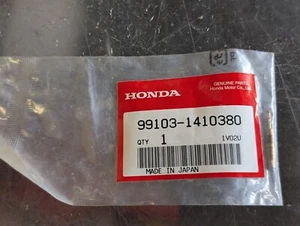 GENUINE PARTS
Honda Motor Co., Ltd.
HONDA
99103-1410380
QTY 1 1V02U
MADE IN JAPAN